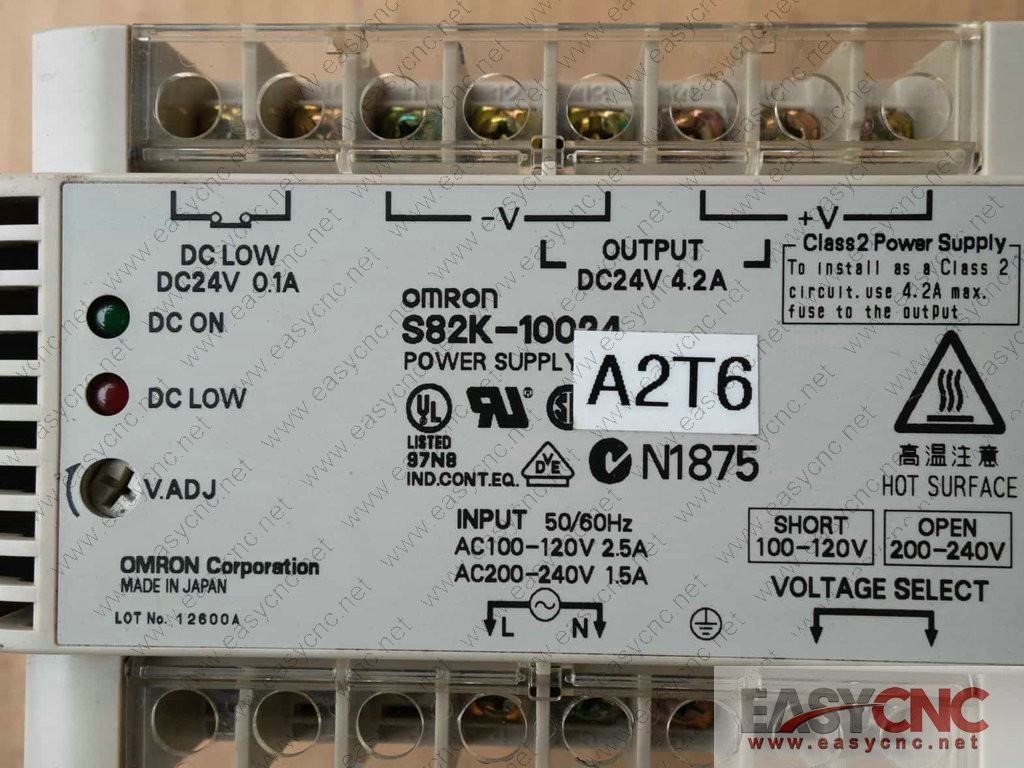 -V
+V
DC LOW
DC24V 0.1A
OUTPUT
DC24V 4.2A
Class2 Power Supply
To install as a Class 2
circuit. use 4.2A max.
fuse to the output
DC ON
OMRON
S82K-10024
POWER SUPPLY
A2T6
DC LOW
UL
LISTED
97N8
IND.CONT.EQ.
VDE
N1875
高温注意
HOT SURFACE
V.ADJ
INPUT 50/60Hz
AC100-120V 2.5A
AC200-240V 1.5A
SHORT
100-120V
OPEN
200-240V
VOLTAGE SELECT
OMRON Corporation
MADE IN JAPAN
LOT No. 12600A
L
N
EASYCNC
www.easycnc.net